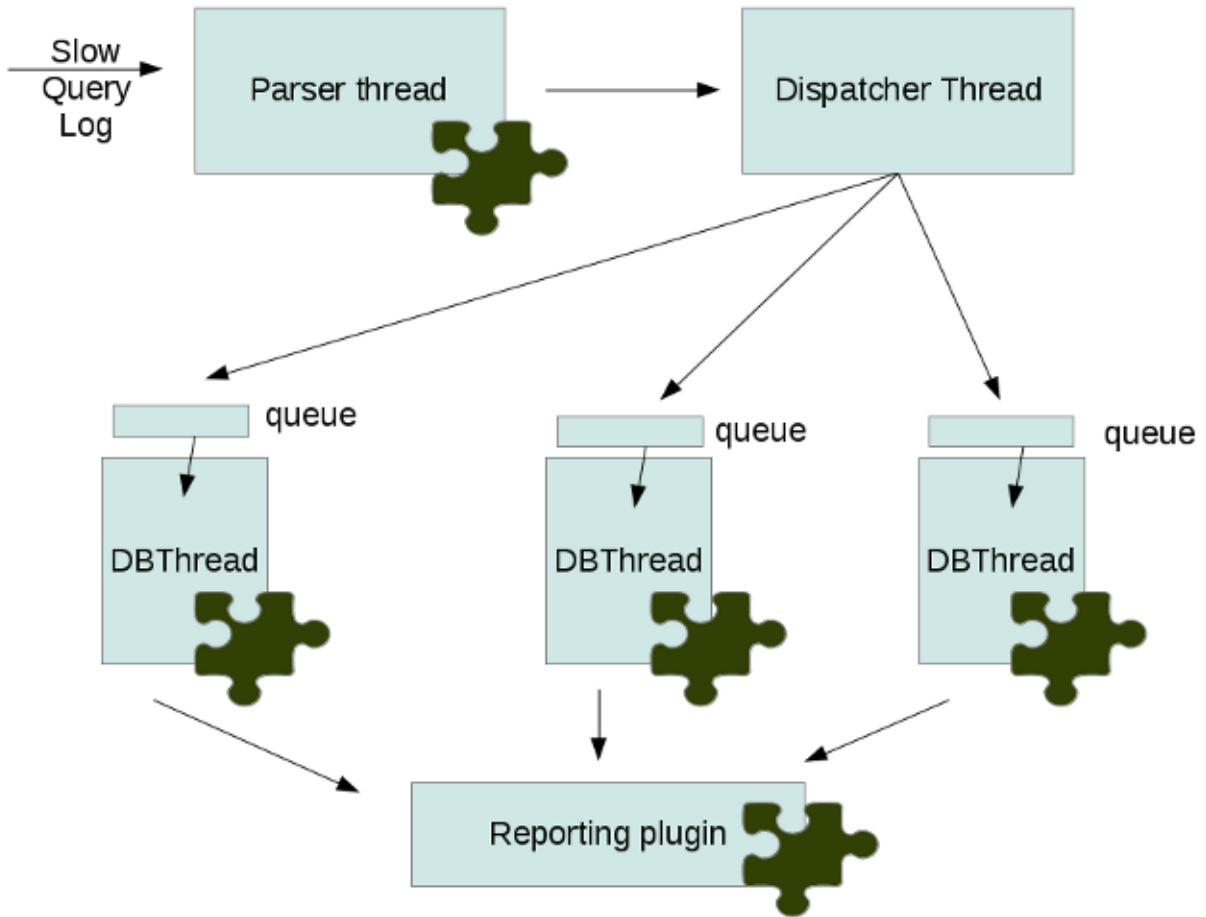 Slow
Query
Log
Parser thread
Dispatcher Thread
queue
queue
queue
DBThread
DBThread
DBThread
Reporting plugin